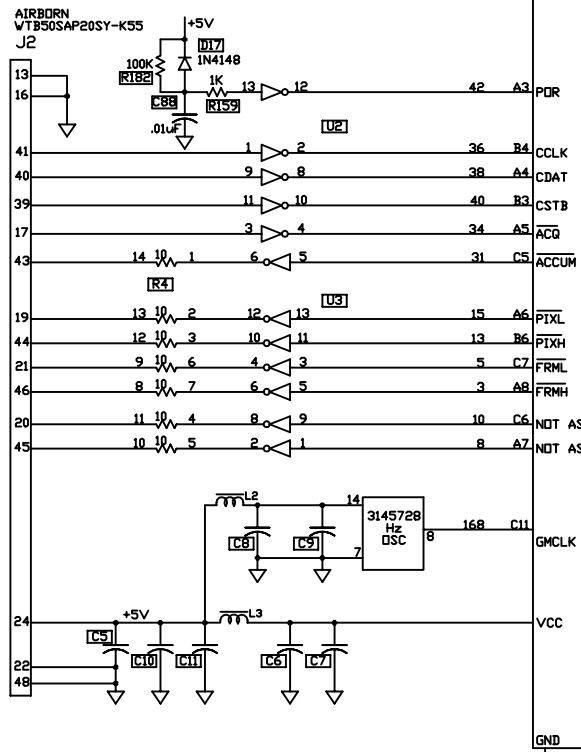 AIRBORN
WTB50SAP20SY-K55
J2
+5V
D17
1N4148
100K
R182
1K
R159
C88
.01uF
13
16
13 12 42 A3 POR
U2
41 1 2 36 B4 CCLK
40 9 8 38 A4 CDAT
39 11 10 40 B3 CSTB
17 3 4 34 A5 ACQ
43 14 10 1 6 5 31 C5 ACCUM
R4
U3
19 13 10 2 12 13 15 A6 PIXL
44 12 10 3 10 11 13 B6 PIXH
21 9 10 6 4 3 5 C7 FRML
46 8 10 7 6 5 3 A8 FRMH
20 11 10 4 8 9 10 C6 NOT AS
45 10 10 5 2 1 8 A7 NOT AS
L2
14
3145728
Hz
OSC
C8
C9
7
8 168 C11
GMCLK
24
+5V
L3
VCC
C5
C10
C11
C6
C7
22
48
GND